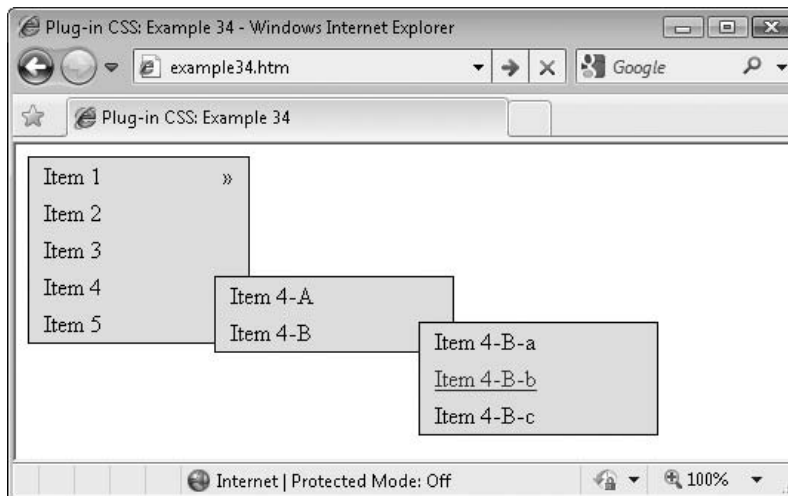 Plug-in CSS: Example 34 - Windows Internet Explorer
example34.htm
Google
Plug-in CSS: Example 34
Item 1 »
Item 2
Item 3
Item 4
Item 5
Item 4-A
Item 4-B
Item 4-B-a
Item 4-B-b
Item 4-B-c
Internet | Protected Mode: Off
100%